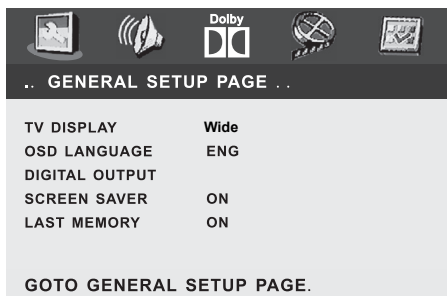 Dolby
.. GENERAL SETUP PAGE ..
TV DISPLAY Wide
OSD LANGUAGE ENG
DIGITAL OUTPUT
SCREEN SAVER ON
LAST MEMORY ON
GOTO GENERAL SETUP PAGE.